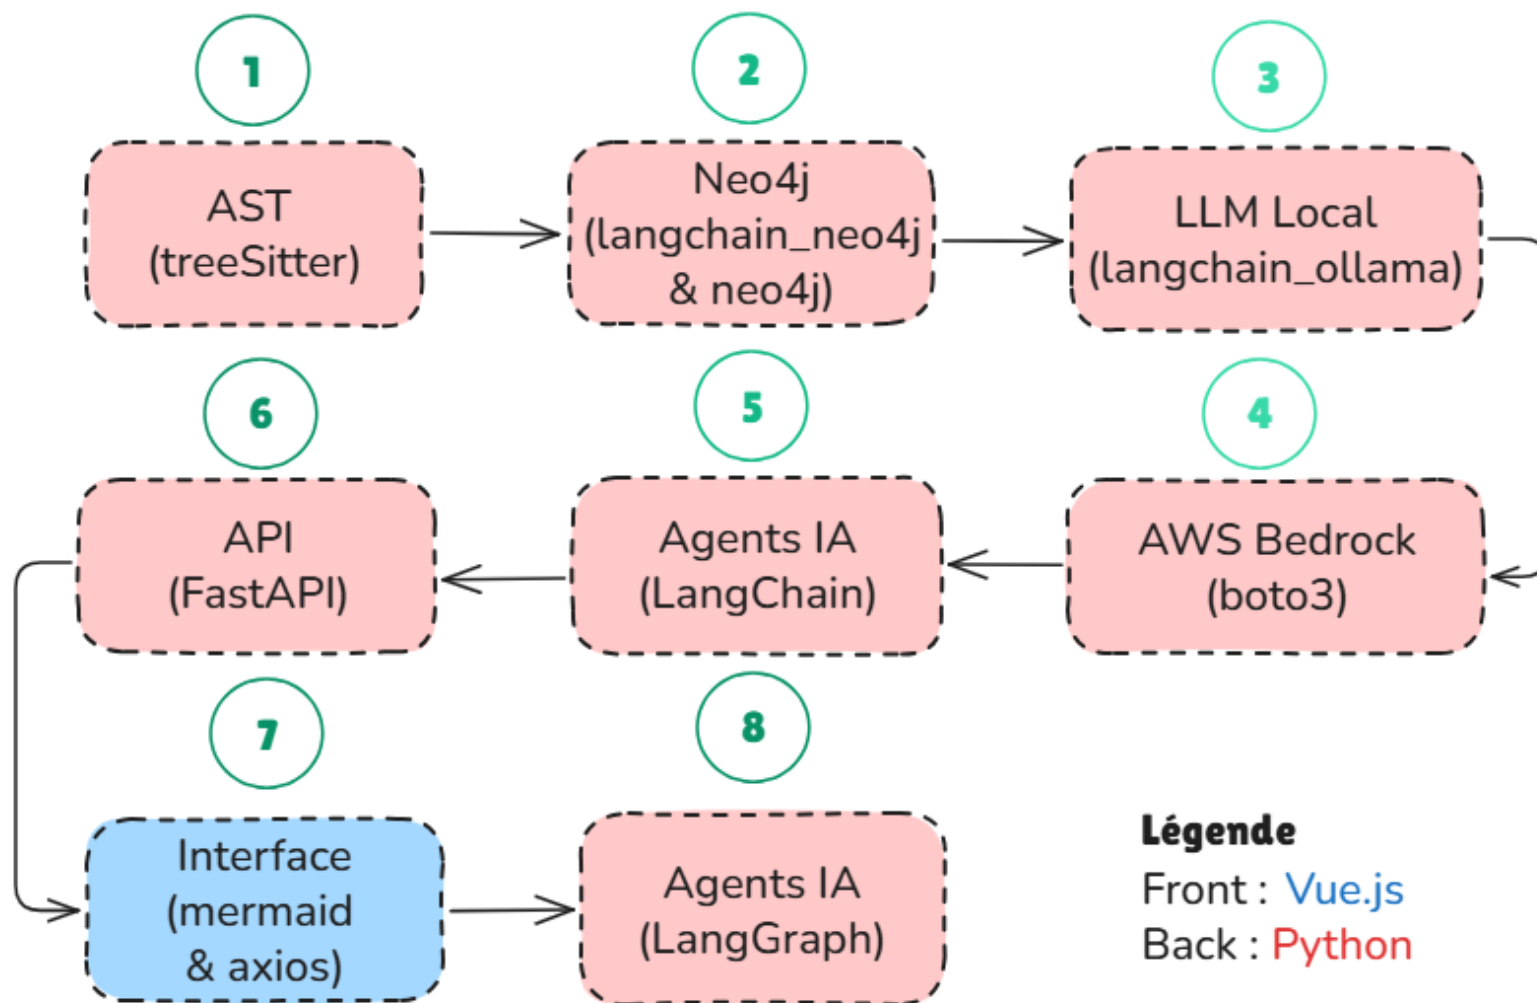 1
AST
(treeSitter)
2
Neo4j
(langchain_neo4j
& neo4j)
3
LLM Local
(langchain_ollama)
4
AWS Bedrock
(boto3)
5
Agents IA
(LangChain)
6
API
(FastAPI)
7
Interface
(mermaid
& axios)
8
Agents IA
(LangGraph)
Légende
Front : Vue.js
Back : Python